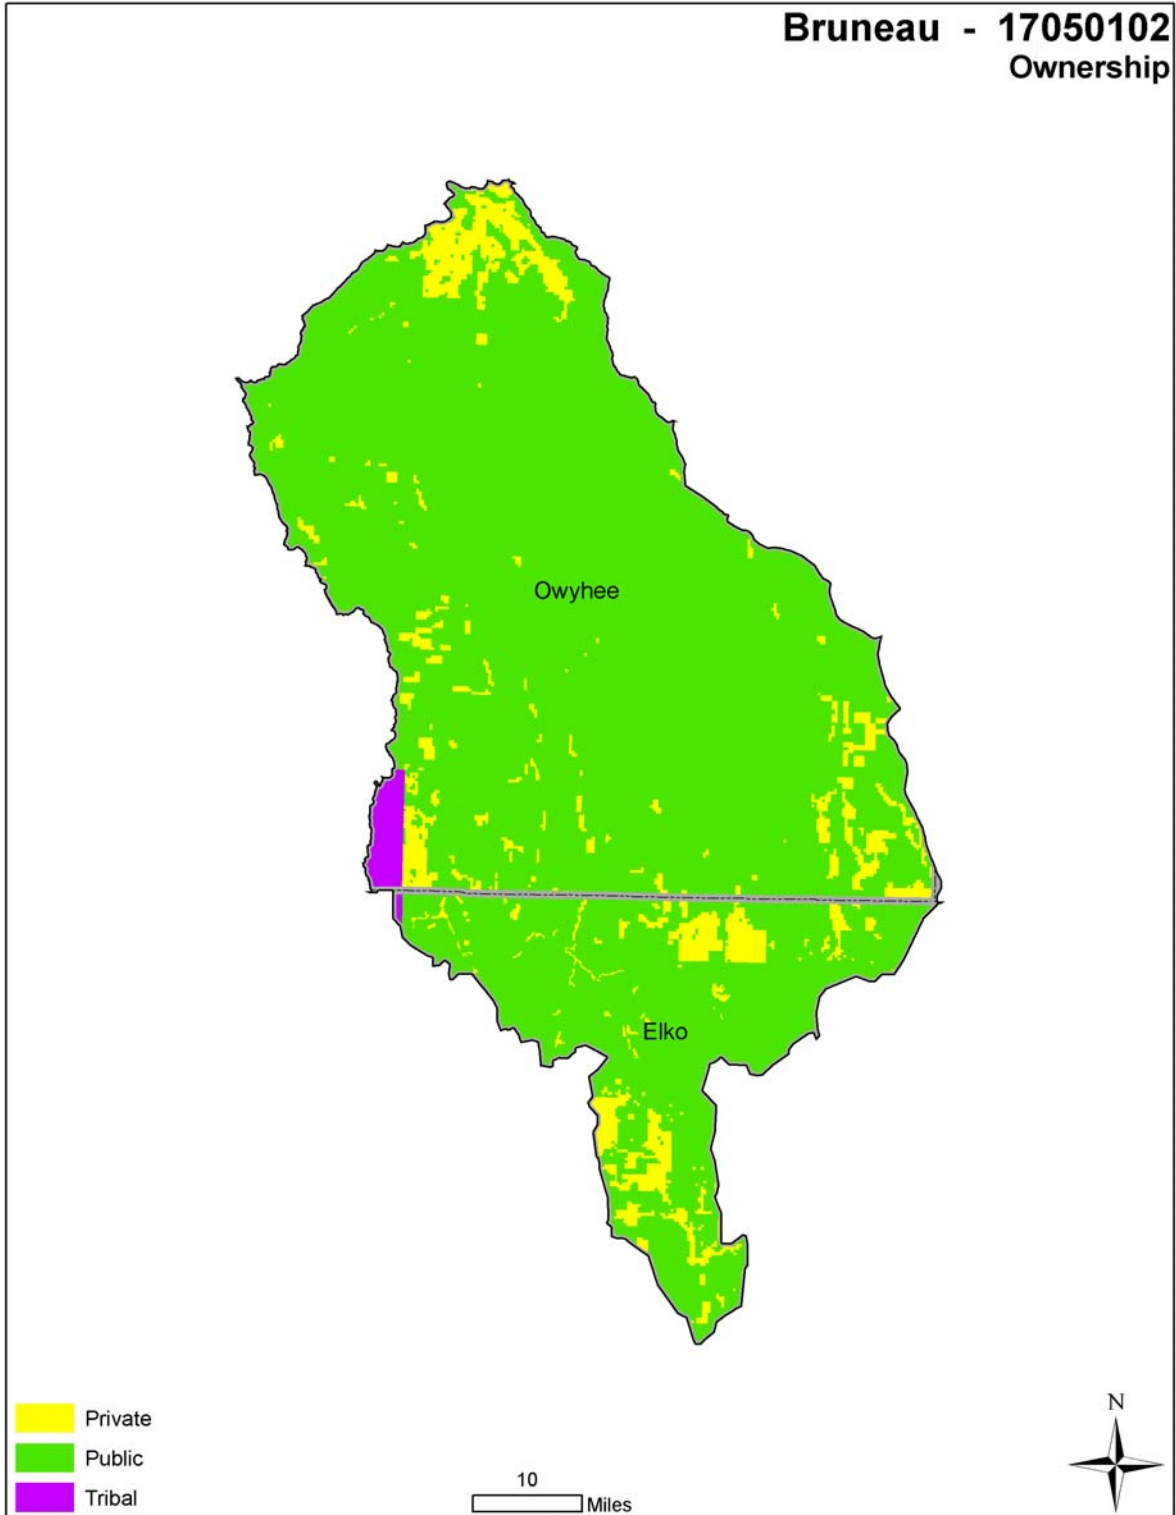 Bruneau - 17050102
Ownership
Owyhee
Elko
Private
Public
Tribal
10
Miles
N